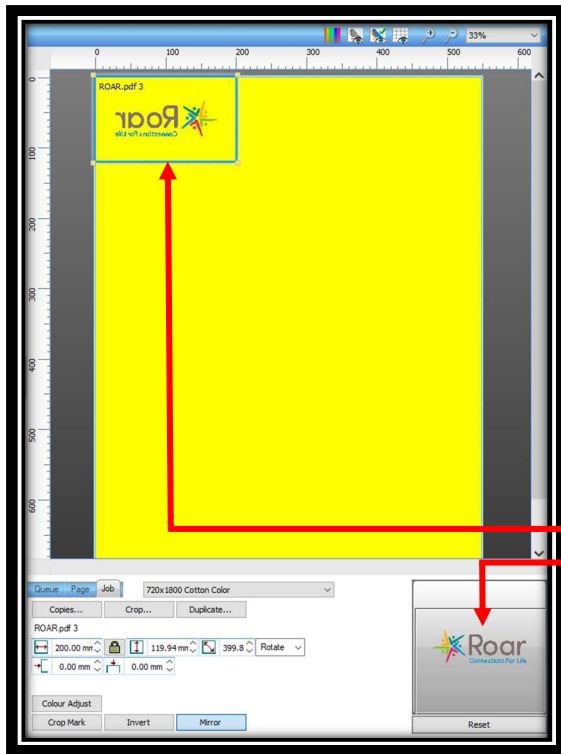 33%
0 100 200 300 400 500 600
0
100
200
300
400
500
600
ROAR.pdf 3
Roar
Connections For Life
Queue Page Job 720x1800 Cotton Color
Copies... Crop... Duplicate...
ROAR.pdf 3
200.00 mm 119.94 mm 399.8 Rotate
0.00 mm 0.00 mm
Colour Adjust
Crop Mark Invert Mirror
Roar
Connections For Life
Reset